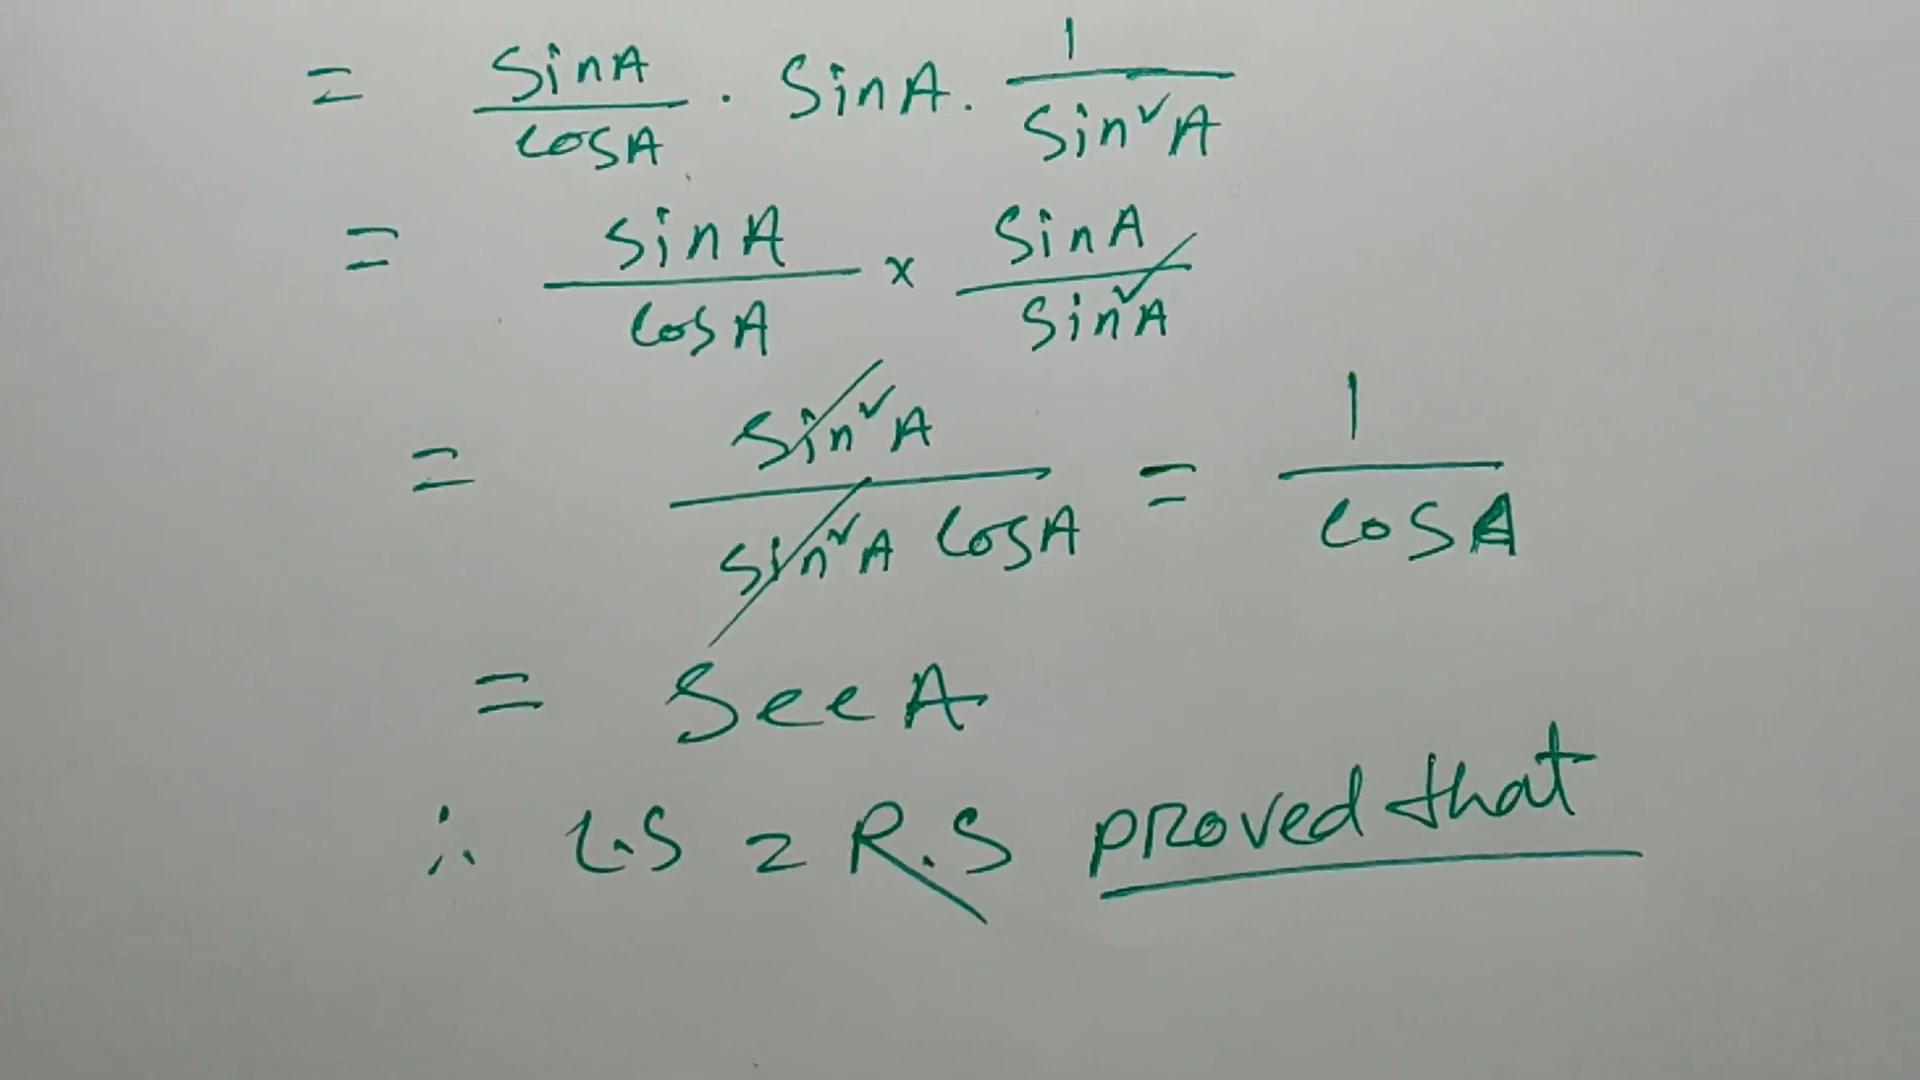 = SinA/cosA . SinA. 1/Sin²A
= sinA/cosA x SinA/Sin²A
= Sin²A/sin²A cosA = 1/cosA
= SecA
∴ L.S = R.S proved that